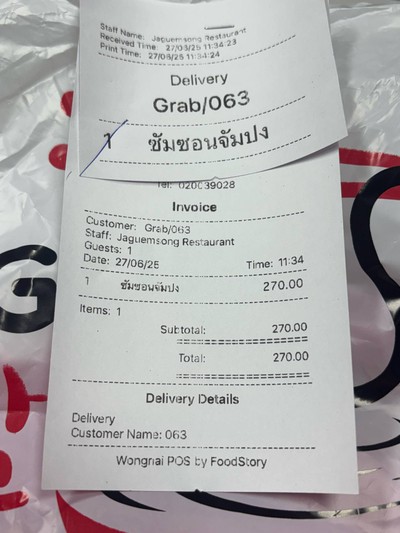 Staff Name: Jaguemsong Restaurant
Received Time: 27/06/25 11:34:23
Print Time: 27/06/25 11:34:24
Delivery
Grab/063
1 ซัมซอนจัมปง
Tel: 020039028
Invoice
Customer: Grab/063
Staff: Jaguemsong Restaurant
Guests: 1
Date: 27/06/25 Time: 11:34
1 ซัมซอนจัมปง 270.00
Items: 1
Subtotal: 270.00
Total: 270.00
Delivery Details
Delivery
Customer Name: 063
Wongnai POS by FoodStory
G